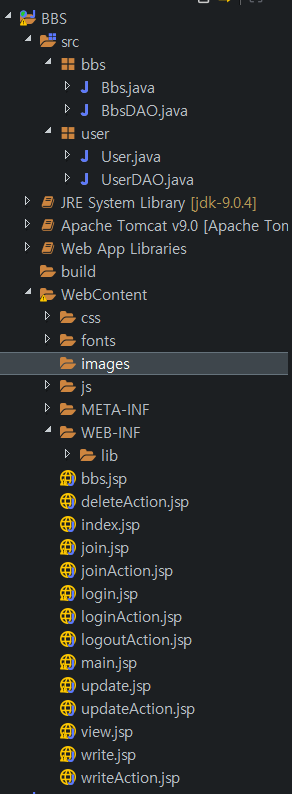 BBS
src
bbs
Bbs.java
BbsDAO.java
user
User.java
UserDAO.java
JRE System Library [jdk-9.0.4]
Apache Tomcat v9.0 [Apache Tom
Web App Libraries
build
WebContent
css
fonts
images
js
META-INF
WEB-INF
lib
bbs.jsp
deleteAction.jsp
index.jsp
join.jsp
joinAction.jsp
login.jsp
loginAction.jsp
logoutAction.jsp
main.jsp
update.jsp
updateAction.jsp
view.jsp
write.jsp
writeAction.jsp